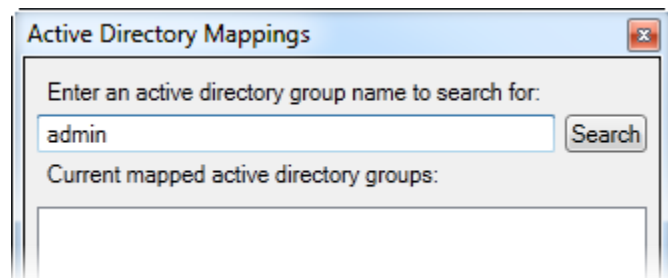 Active Directory Mappings
Enter an active directory group name to search for:
admin
Search
Current mapped active directory groups: